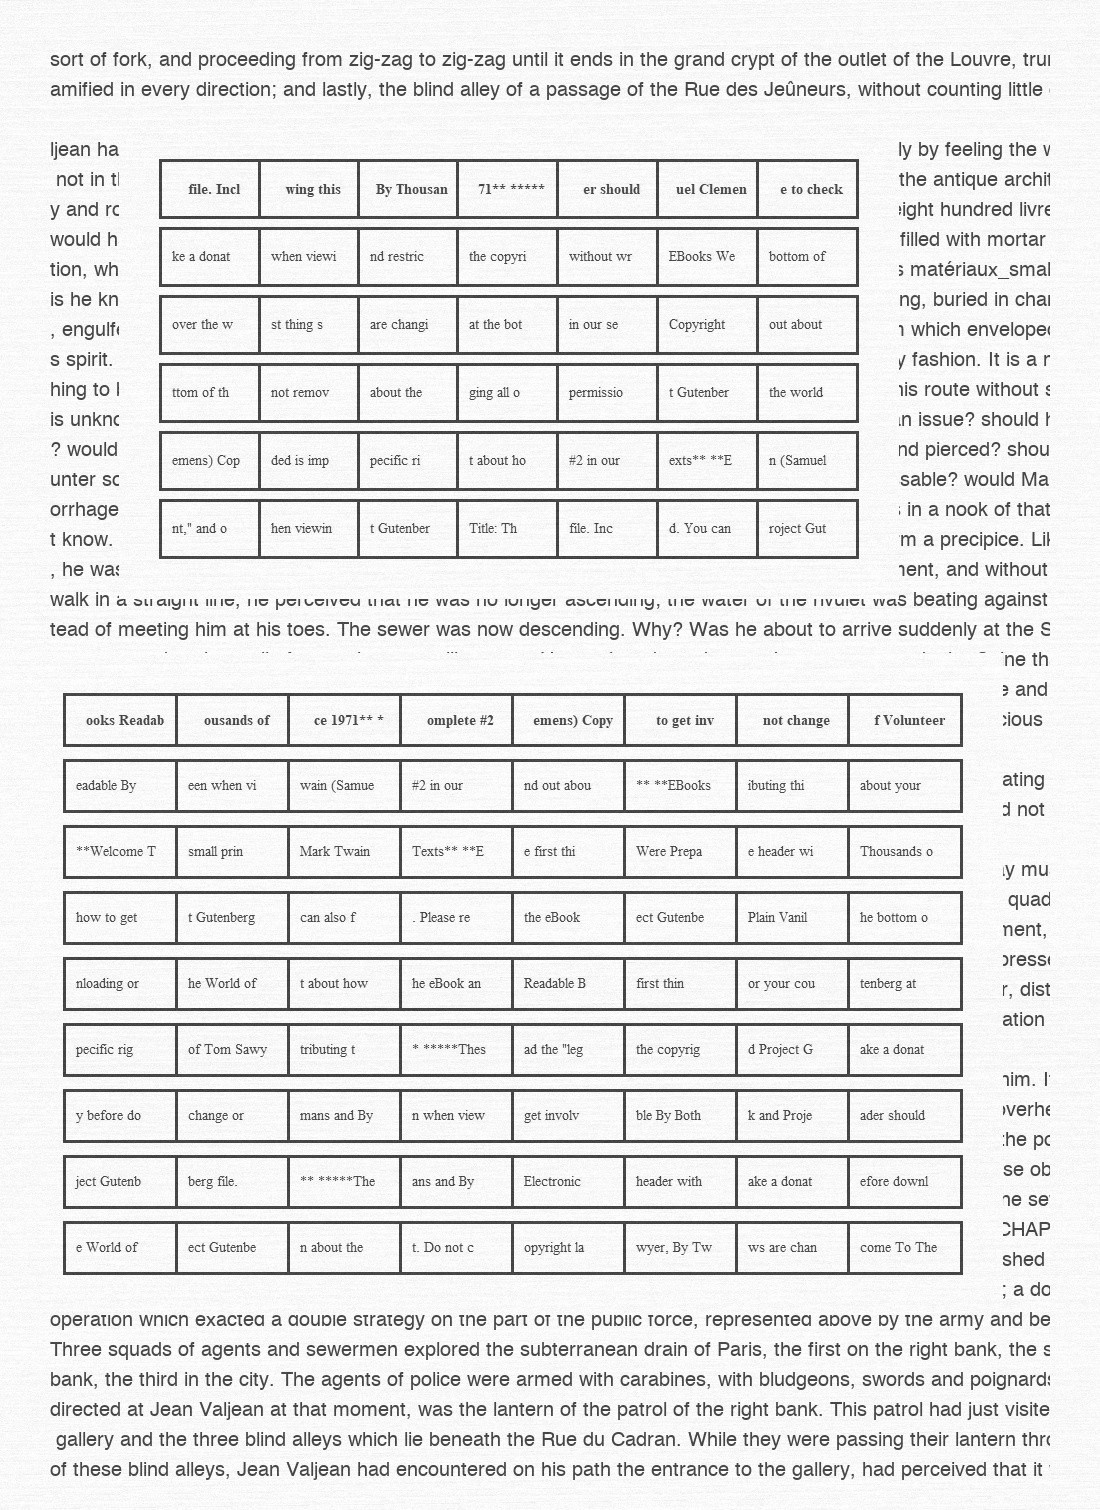 sort of fork, and proceeding from zig-zag to zig-zag until it ends in the grand crypt of the outlet of the Louvre,
amified in every direction; and lastly, the blind alley of a passage of the Rue des Jeûneurs, without counting little
ljean ha ly by feeling the
not in the antique archit
y and ro eight hundred livre
would h filled with mortar
tion, wh s matériaux_smal
is he kn ng, buried in char
, engulfe which enveloped
s spirit. y fashion. It is a
hing to his route without
is unkno an issue? should h
? would nd pierced? shou
unter sc sable? would Ma
orrhage in a nook of that
t know. m a precipice. Lik
, he was ment, and without
file. Incl wing this By Thousan 71** ***** er should uel Clemen e to check
ke a donat when viewi nd restric the copyri without wr EBooks We bottom of
over the w st thing s are changi at the bot in our se Copyright out about
ttom of th not remov about the ging all o permissio t Gutenber the world
emens) Cop ded is imp pecific ri t about ho #2 in our exts** **E n (Samuel
nt," and o hen viewin t Gutenber Title: Th file. Inc d. You can roject Gut
walk in a straight line, he perceived that he was no longer ascending; the water of the rivulet was beating against
tead of meeting him at his toes. The sewer was now descending. Why? Was he about to arrive suddenly at the S
ine th
e and
cious
ating
d not
ay mu
quad
ment,
presse
r, dist
ation
him. I
overhe
the po
se ob
he se
CHAP
shed
; a do
ooks Readab ousands of ce 1971** * omplete #2 emens) Copy to get inv not change f Volunteer
eadable By een when vi wain (Samue #2 in our nd out abou ** **EBooks ibuting thi about your
**Welcome T small prin Mark Twain Texts** **E e first thi Were Prepa e header wi Thousands o
how to get t Gutenberg can also f . Please re the eBook ect Gutenbe Plain Vanil he bottom o
nloading or he World of t about how he eBook an Readable B first thin or your cou tenberg at
pecific rig of Tom Sawy tributing t * *****Thes ad the "leg the copyrig d Project G ake a donat
y before do change or mans and By n when view get involv ble By Both k and Proje ader should
ject Gutenb berg file. ** *****The ans and By Electronic header with ake a donat efore downl
e World of ect Gutenbe n about the t. Do not c opyright la wyer, By Tw ws are chan come To The
operation which exacted a double strategy on the part of the public force, represented above by the army and be
Three squads of agents and sewermen explored the subterranean drain of Paris, the first on the right bank, the s
bank, the third in the city. The agents of police were armed with carabines, with bludgeons, swords and poignards
directed at Jean Valjean at that moment, was the lantern of the patrol of the right bank. This patrol had just visite
gallery and the three blind alleys which lie beneath the Rue du Cadran. While they were passing their lantern thro
of these blind alleys, Jean Valjean had encountered on his path the entrance to the gallery, had perceived that it